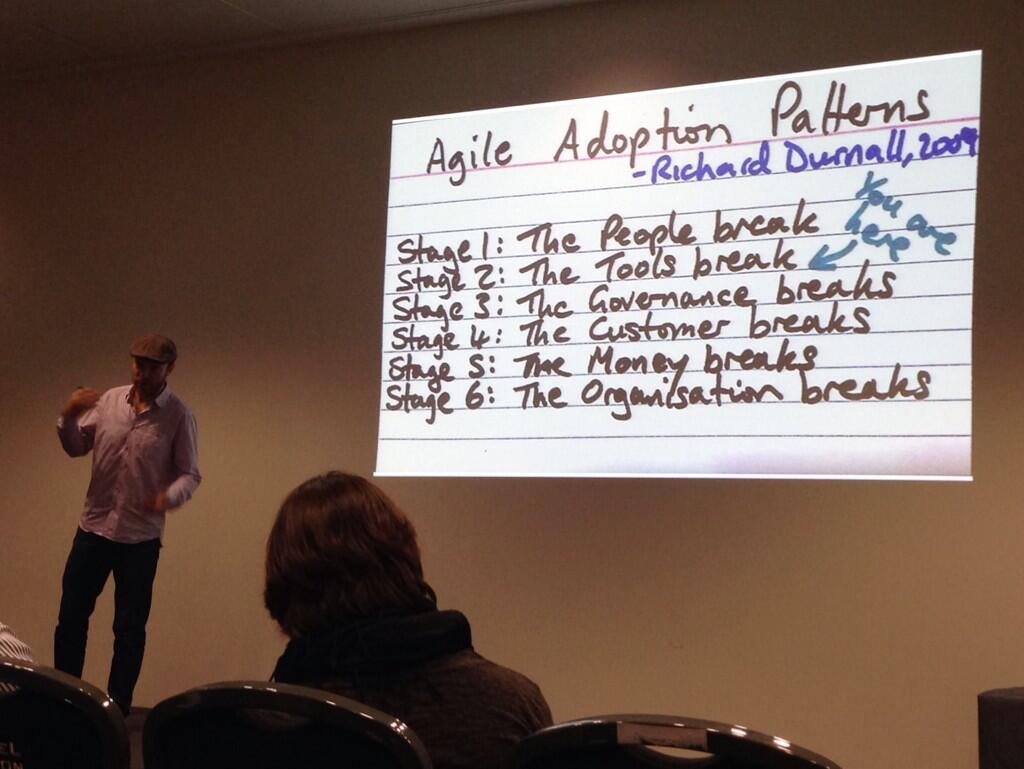 Agile Adoption Patterns
-Richard Durnall, 2009
You are
here
Stage 1: The People break
Stage 2: The Tools break
Stage 3: The Governance breaks
Stage 4: The Customer breaks
Stage 5: The Money breaks
Stage 6: The Organisation breaks